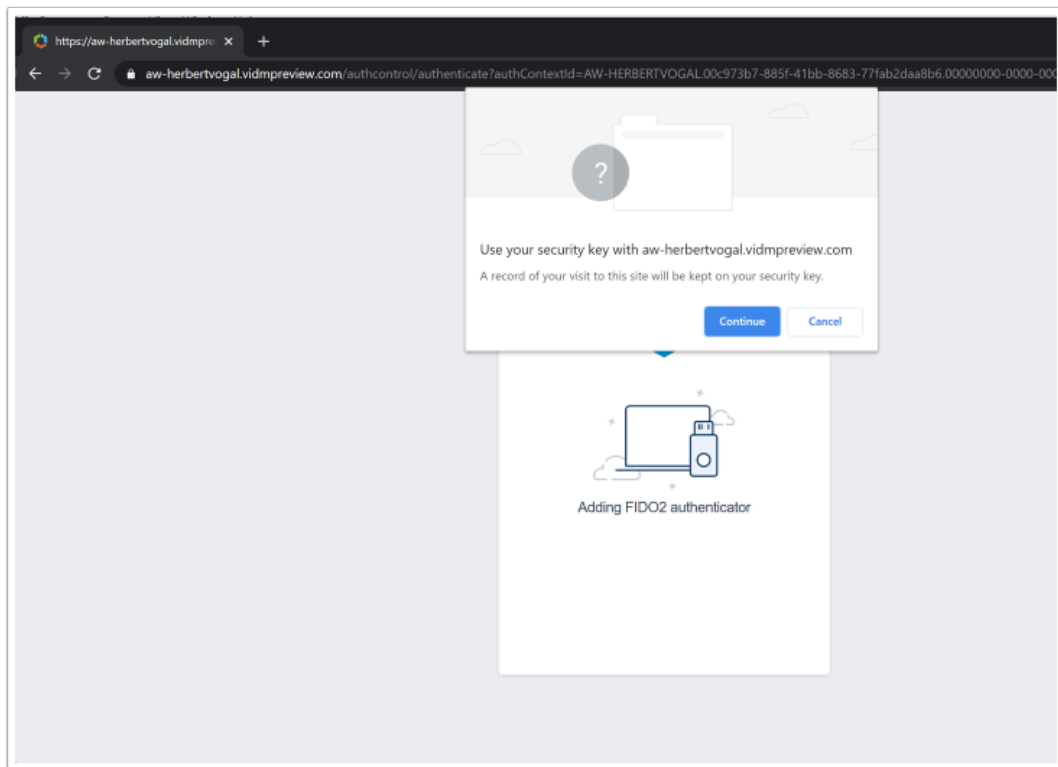 https://aw-herbertvogal.vidmpre
aw-herbertvogal.vidmpreview.com/authcontrol/authenticate?authContextId=AW-HERBERTVOGAL.00c973b7-885f-41bb-8683-77fab2daa8b6.00000000-0000-000
?
Use your security key with aw-herbertvogal.vidmpreview.com
A record of your visit to this site will be kept on your security key.
Continue Cancel
Adding FIDO2 authenticator